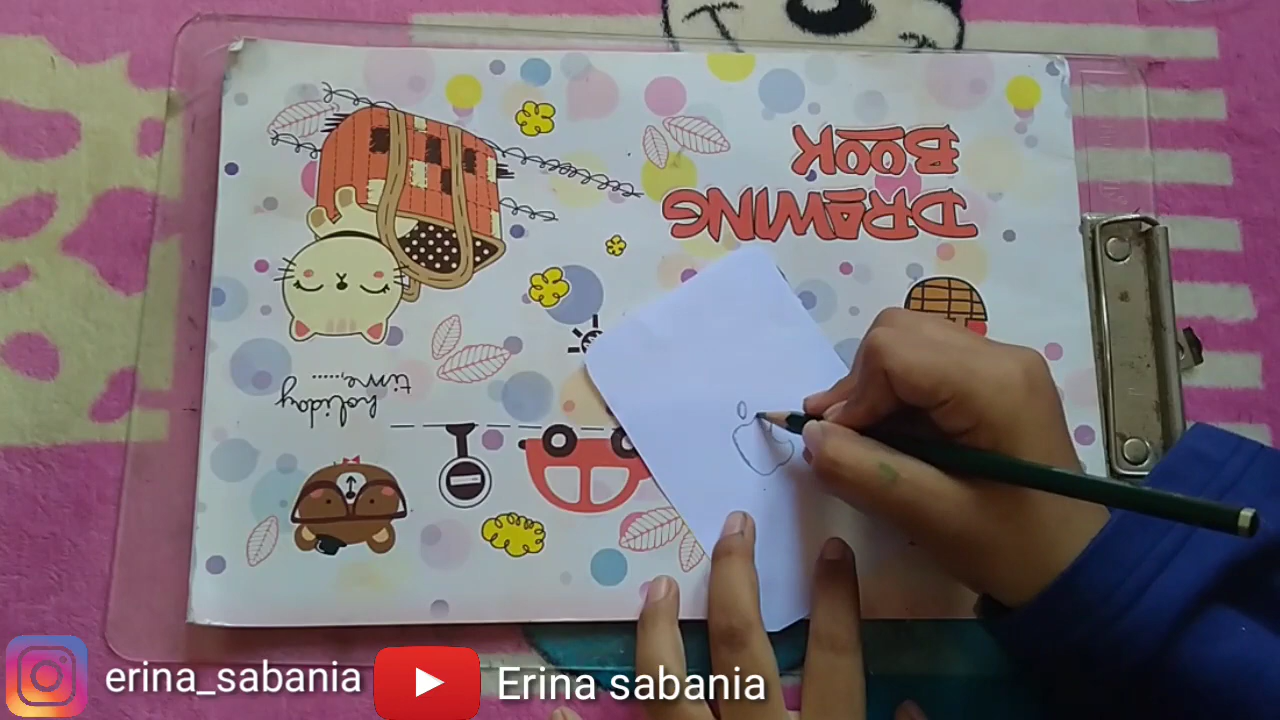 DRAWING
BOOK
holiday
time,......
erina_sabania
Erina sabania